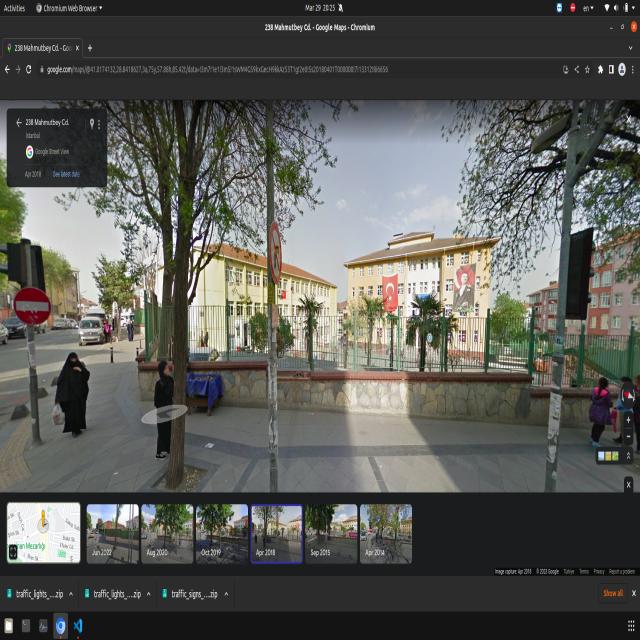 Activities
Chromium Web Browser
Mar 29 20:25
en
238 Mahmutbey Cd. - Google Maps - Chromium
238 Mahmutbey Cd. - Goo
238 Mahmutbey Cd.
Istanbul
Google Street View
Apr 2018
See latest date
Jun 2022
Aug 2020
Oct 2019
Apr 2018
Sep 2015
Apr 2014
Image capture: Apr 2018
© 2023 Google
Türkiye
Terms
Privacy
Report a problem
traffic_lights_....zip
traffic_lights_....zip
traffic_signs_....zip
Show all